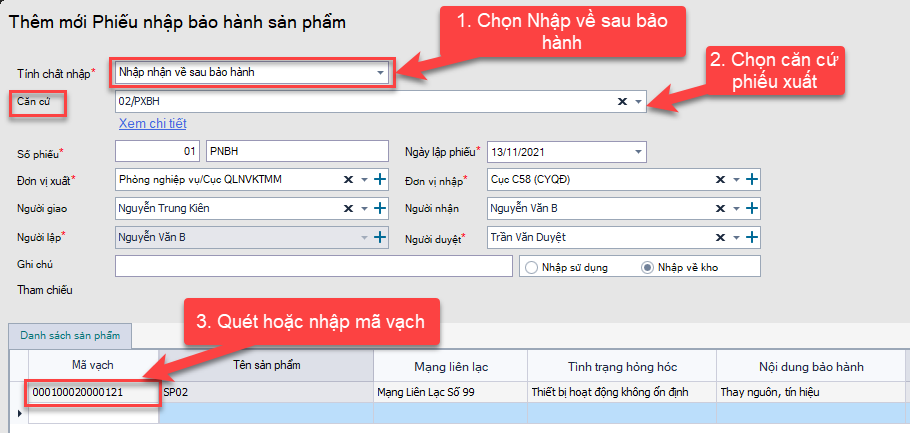 Thêm mới Phiếu nhập bảo hành sản phẩm
1. Chọn Nhập về sau bảo
hành
Tính chất nhập* Nhập nhận về sau bảo hành
2. Chọn căn cứ
phiếu xuất
Căn cứ 02/PXBH
Xem chi tiết
Số phiếu* 01 PNBH Ngày lập phiếu* 13/11/2021
Đơn vị xuất* Phòng nghiệp vụ/Cục QLNVKTMM Đơn vị nhập* Cục C58 (CYQĐ)
Người giao Nguyễn Trung Kiên Người nhận Nguyễn Văn B
Người lập* Nguyễn Văn B Người duyệt* Trần Văn Duyệt
Ghi chú Nhập sử dụng Nhập về kho
Tham chiếu
3. Quét hoặc nhập mã vạch
Danh sách sản phẩm
Mã vạch Tên sản phẩm Mạng liên lạc Tình trạng hỏng hóc Nội dung bảo hành
000100020000121 SP02 Mạng Liên Lạc Số 99 Thiết bị hoạt động không ổn định Thay nguồn, tín hiệu